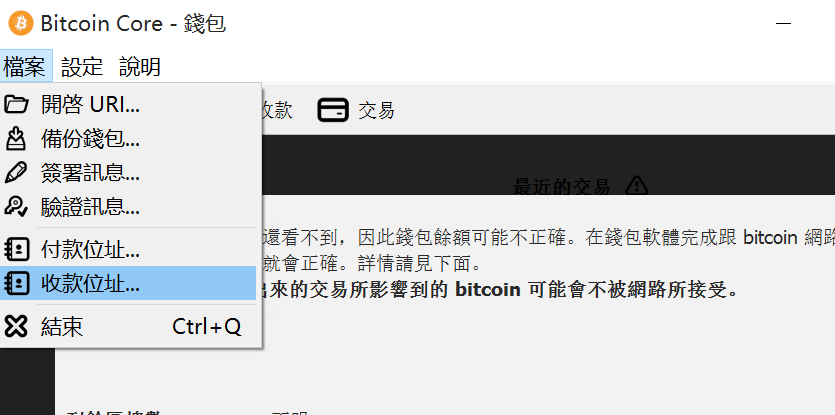 Bitcoin Core - 錢包
檔案 設定 說明
開啓 URI...
備份錢包...
簽署訊息...
驗證訊息...
付款位址...
收款位址...
結束 Ctrl+Q
收款 交易
最近的交易
還看不到，因此錢包餘額可能不正確。在錢包軟體完成跟 bitcoin 網路
就會正確。詳情請見下面。
出來的交易所影響到的 bitcoin 可能會不被網路所接受。